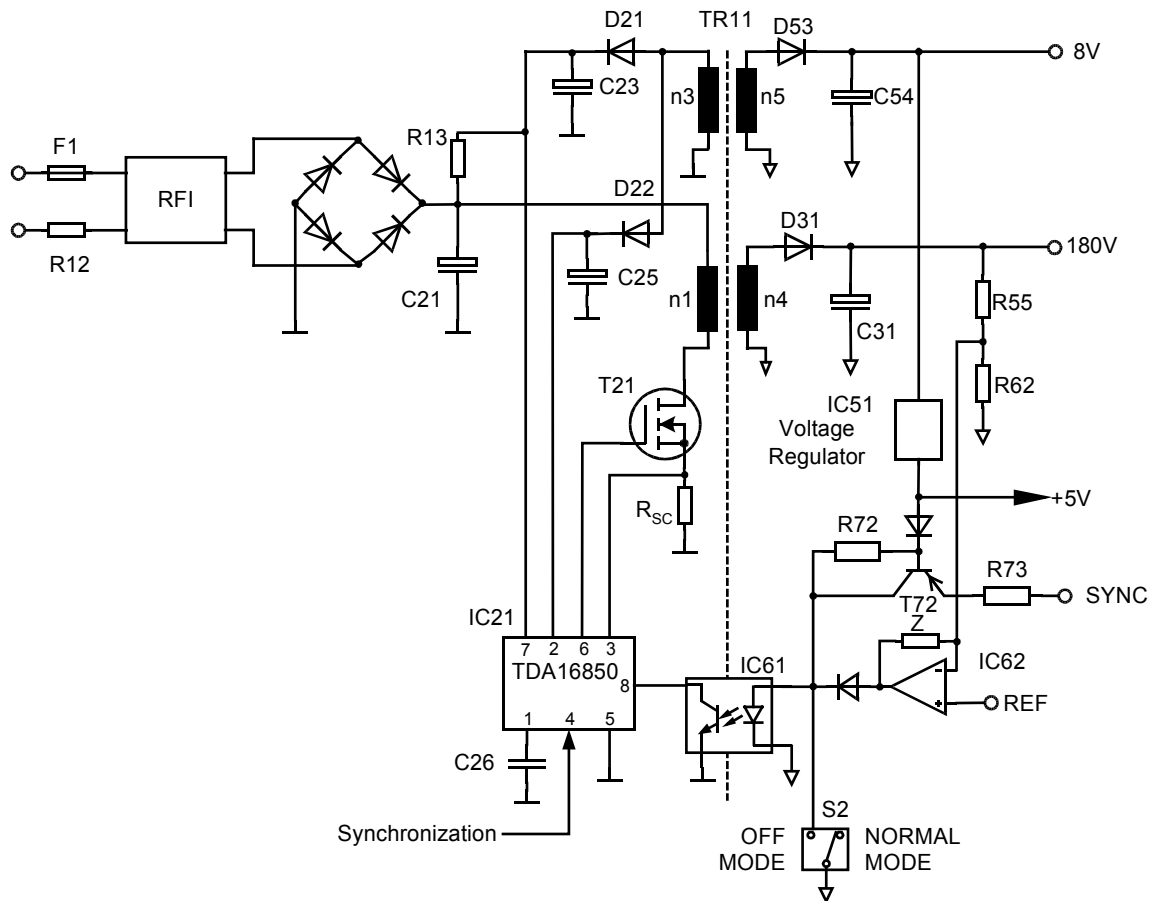 D21
TR11
D53
8V
C23
n3
n5
C54
F1
R13
RFI
D22
D31
180V
R12
C21
C25
n1
n4
C31
R55
T21
R62
IC51
Voltage
Regulator
RSC
+5V
R72
R73
T72
SYNC
Z
IC21
7 2 6 3
TDA16850
8
IC61
IC62
-
+
REF
1 4 5
C26
S2
Synchronization
OFF
MODE
NORMAL
MODE